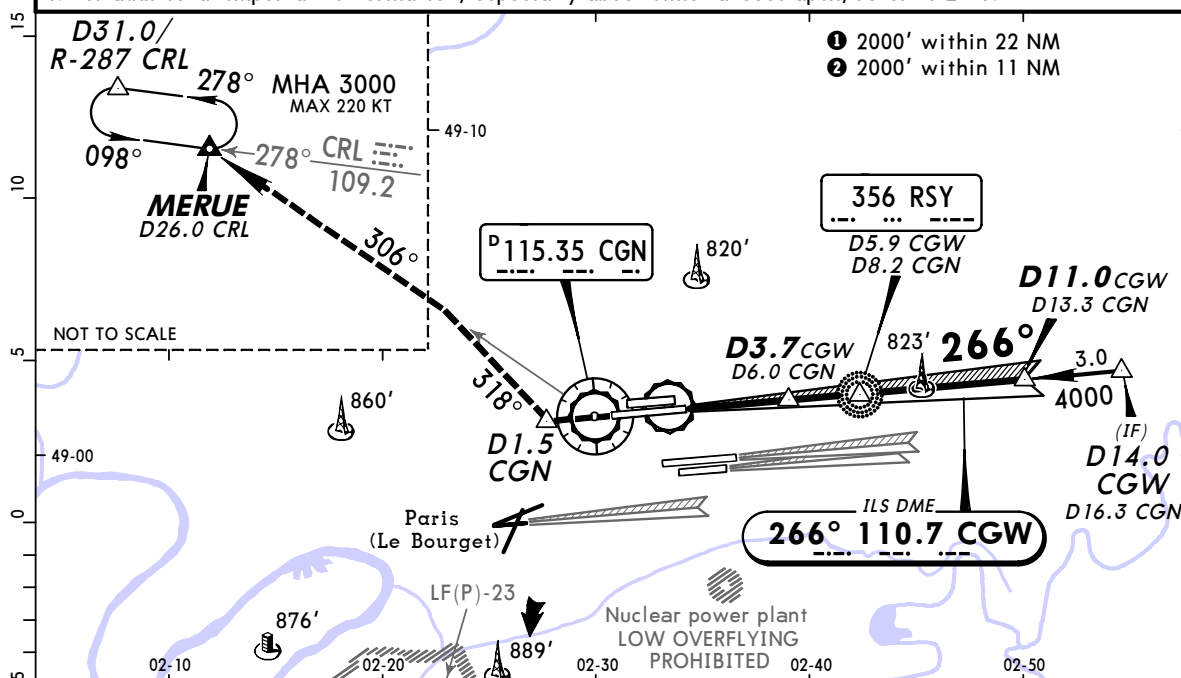 15
D31.0/
R-287 CRL
278°
MHA 3000
MAX 220 KT
❶ 2000' within 22 NM
❷ 2000' within 11 NM
49-10
098°
278°
CRL
109.2
10
MERUE
D26.0 CRL
356 RSY
D5.9 CGW
D8.2 CGN
306°
D 115.35 CGN
820'
D11.0 CGW
D13.3 CGN
NOT TO SCALE
5
D3.7 CGW
D6.0 CGN
823'
266°
3.0
4000
318°
860'
D1.5
CGN
(IF)
D14.0
CGW
D16.3 CGN
49-00
0
Paris
(Le Bourget)
ILS DME
266° 110.7 CGW
LF(P)-23
Nuclear power plant
LOW OVERFLYING
PROHIBITED
876'
889'
5
02-10
02-20
02-30
02-40
02-50